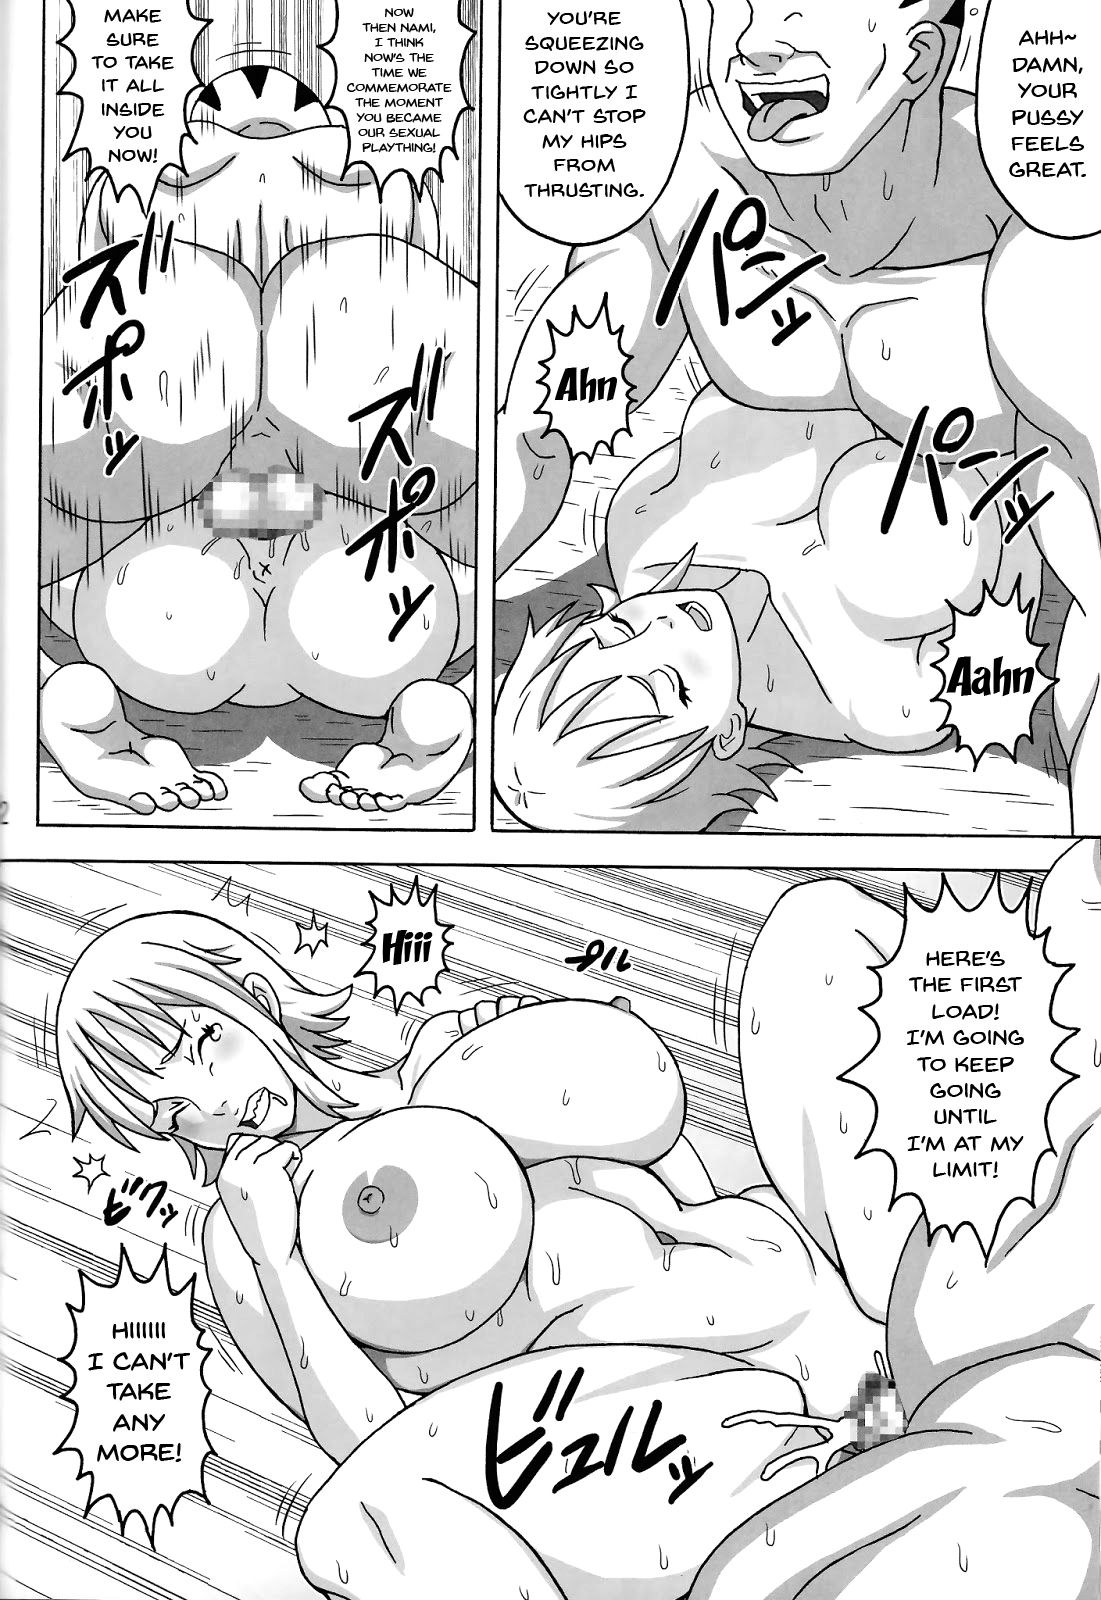 AHH~
DAMN,
YOUR
PUSSY
FEELS
GREAT.
YOU'RE
SQUEEZING
DOWN SO
TIGHTLY I
CAN'T STOP
MY HIPS
FROM
THRUSTING.
パンッ
Ahn
パンッ
Aahn
NOW
THEN NAMI,
I THINK
NOW'S THE
TIME WE
COMMEMORATE
THE MOMENT
YOU BECAME
OUR SEXUAL
PLAYTHING!
MAKE
SURE
TO TAKE
IT ALL
INSIDE
YOU
NOW!
ズポッ
ズポッ
HERE'S
THE FIRST
LOAD!
I'M GOING
TO KEEP
GOING
UNTIL
I'M AT MY
LIMIT!
Hiii
ビクッ
HIIIIII
I CAN'T
TAKE
ANY
MORE!
ビュルルッ